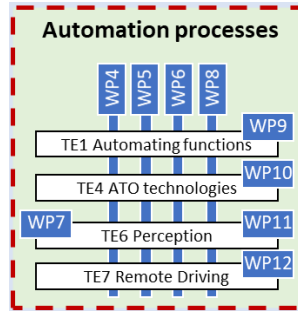 Automation processes
WP4 WP5 WP6 WP8
WP9
TE1 Automating functions
WP10
TE4 ATO technologies
WP7 WP11
TE6 Perception
WP12
TE7 Remote Driving